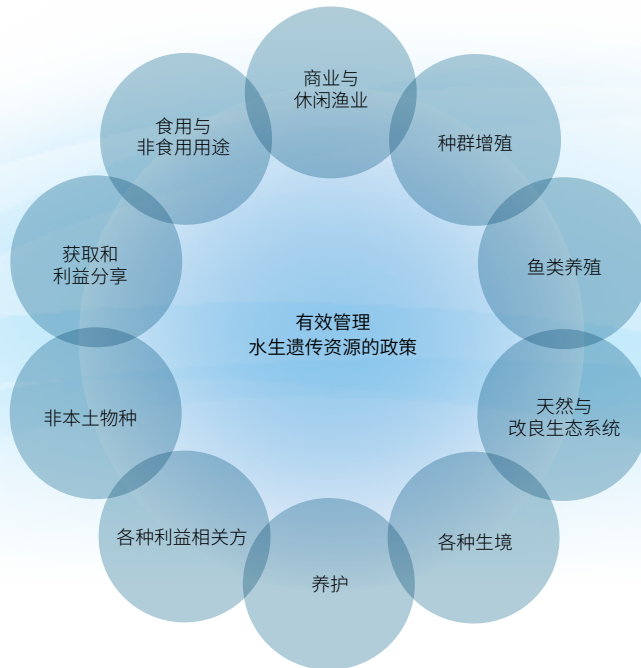 商业与
休闲渔业
种群增殖
鱼类养殖
天然与
改良生态系统
各种生境
养护
各种利益相关方
非本土物种
获取和
利益分享
食用与
非食用用途
有效管理
水生遗传资源的政策